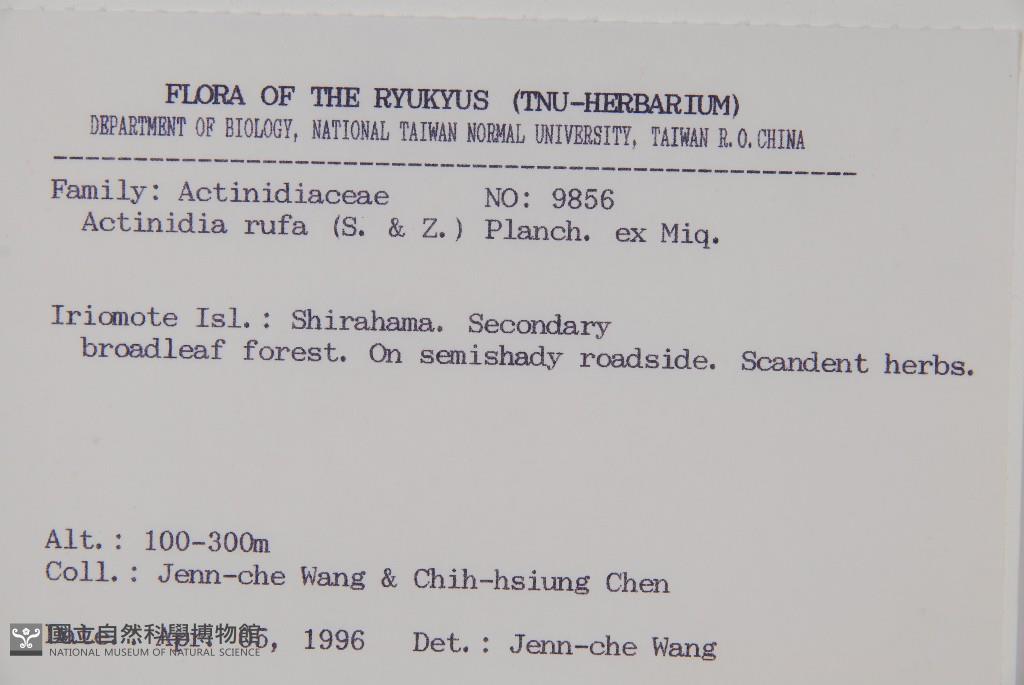 FLORA OF THE RYUKYUS (TNU-HERBARIUM)
DEPARTMENT OF BIOLOGY, NATIONAL TAIWAN NORMAL UNIVERSITY, TAIWAN R.O.CHINA
Family: Actinidiaceae NO: 9856
Actinidia rufa (S. & Z.) Planch. ex Miq.
Iriomote Isl.: Shirahama. Secondary
broadleaf forest. On semishady roadside. Scandent herbs.
Alt.: 100-300m
Coll.: Jenn-che Wang & Chih-hsiung Chen
Date: Apr. 05, 1996 Det.: Jenn-che Wang
國立自然科學博物館
NATIONAL MUSEUM OF NATURAL SCIENCE